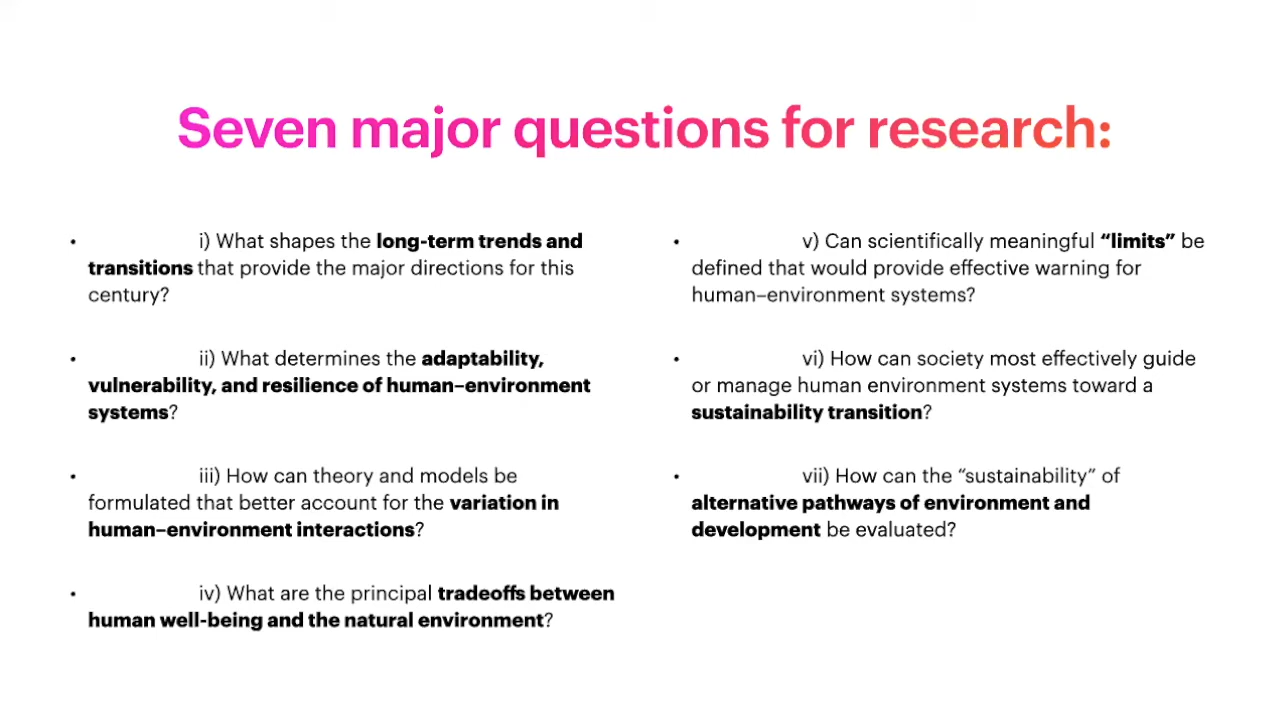 Seven major questions for research:
• i) What shapes the long-term trends and
transitions that provide the major directions for this
century?
• ii) What determines the adaptability,
vulnerability, and resilience of human–environment
systems?
• iii) How can theory and models be
formulated that better account for the variation in
human–environment interactions?
• iv) What are the principal tradeoffs between
human well-being and the natural environment?
• v) Can scientifically meaningful “limits” be
defined that would provide effective warning for
human–environment systems?
• vi) How can society most effectively guide
or manage human environment systems toward a
sustainability transition?
• vii) How can the “sustainability” of
alternative pathways of environment and
development be evaluated?